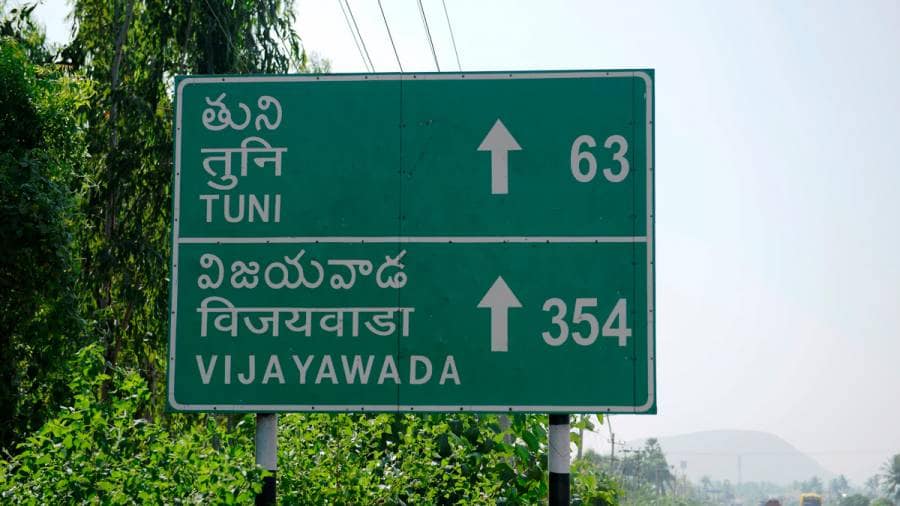 తుని
तुनि
TUNI
↑ 63
విజయవాడ
विजयवाडा
VIJAYAWADA
↑ 354